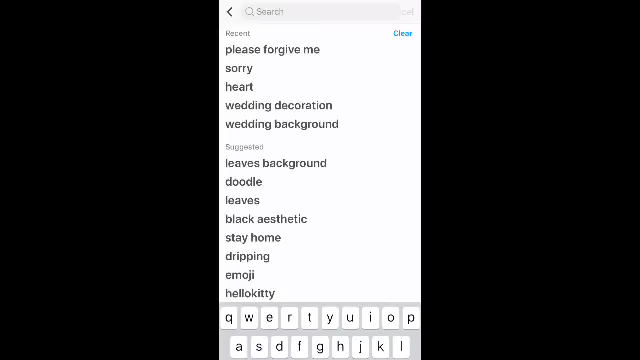 Search
Recent Clear
please forgive me
sorry
heart
wedding decoration
wedding background
Suggested
leaves background
doodle
leaves
black aesthetic
stay home
dripping
emoji
hellokitty
q w e r t y u i o p
a s d f g h j k l